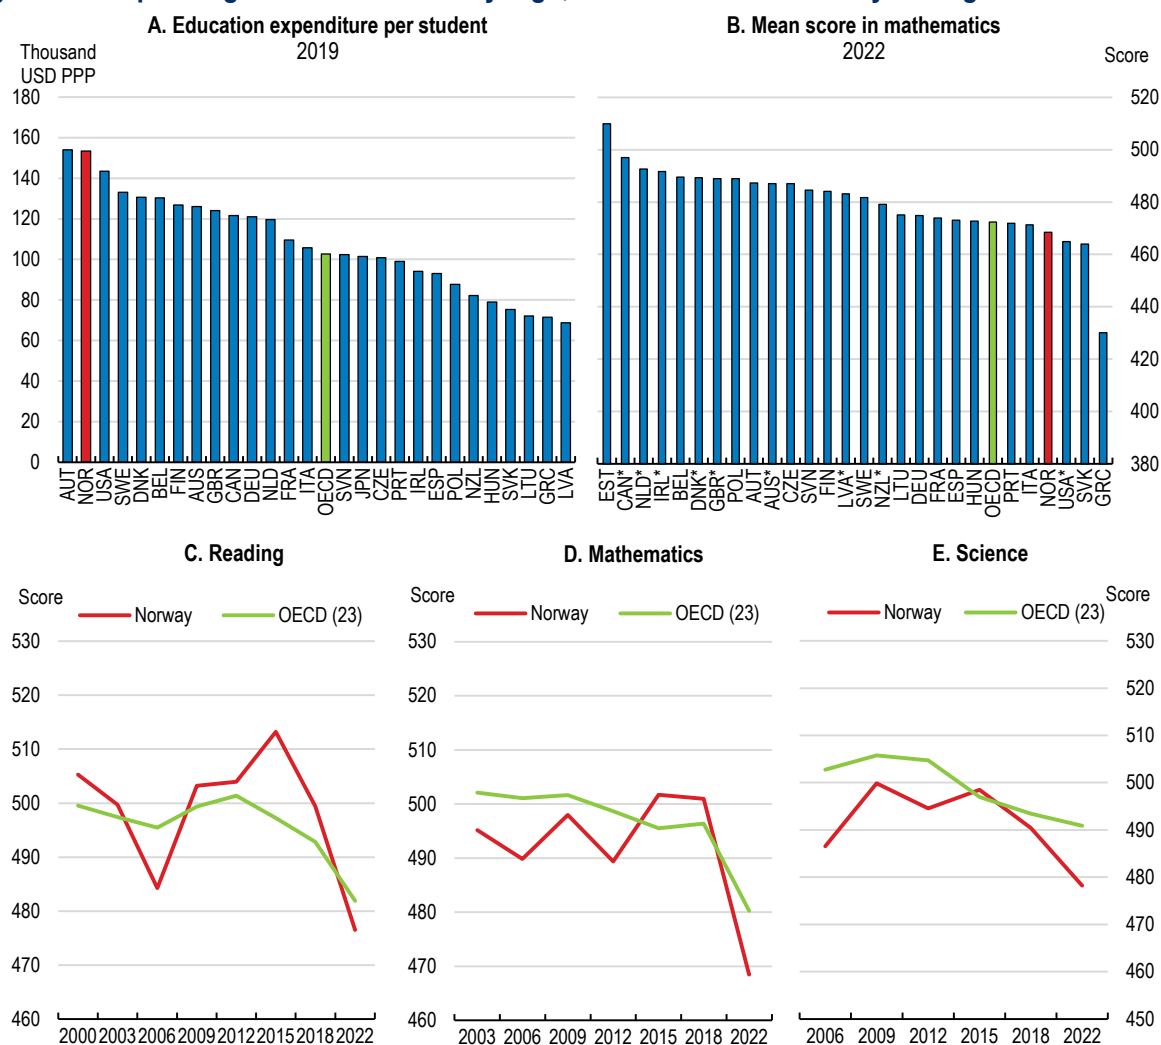 A. Education expenditure per student
2019
Thousand
USD PPP
180
160
140
120
100
80
60
40
20
0
AUT NOR USA SWE DNK BEL FIN AUS GBR CAN DEU NLD FRA ITA OECD SVN JPN CZE PRT IRL ESP POL NZL HUN SVK LTU GRC LVA
B. Mean score in mathematics
2022
Score
520
500
480
460
440
420
400
380
EST CAN* NLD* IRL* BEL DNK* GBR* POL AUT AUS* CZE SVN FIN LVA* SWE NZL* LTU DEU FRA ESP HUN OECD PRT ITA NOR USA* SVK GRC
C. Reading
Score
Norway OECD (23)
530
520
510
500
490
480
470
460
2000 2003 2006 2009 2012 2015 2018 2022
D. Mathematics
Score
Norway OECD (23)
530
520
510
500
490
480
470
460
2003 2006 2009 2012 2015 2018 2022
E. Science
Score
Norway OECD (23)
530
520
510
500
490
480
470
460
450
2006 2009 2012 2015 2018 2022